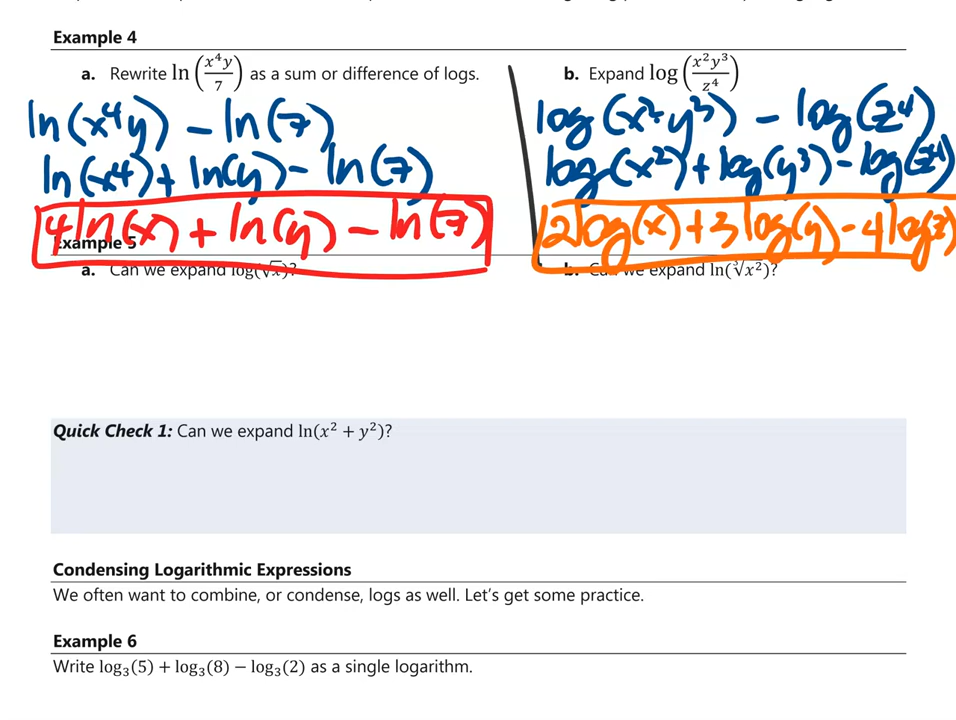 Example 4
a. Rewrite ln (x⁴y/7) as a sum or difference of logs.
b. Expand log (x²y³/z⁴)
ln(x⁴y) − ln(7)
ln(x⁴) + ln(y) − ln(7)
4ln(x) + ln(y) − ln(7)
log(x²y³) − log(z⁴)
log(x²) + log(y³) − log(z⁴)
2log(x) + 3log(y) − 4log(z)
Example 5
a. Can we expand log(√x)?
b. Can we expand ln(∛x²)?
Quick Check 1: Can we expand ln(x² + y²)?
Condensing Logarithmic Expressions
We often want to combine, or condense, logs as well. Let’s get some practice.
Example 6
Write log₃(5) + log₃(8) − log₃(2) as a single logarithm.